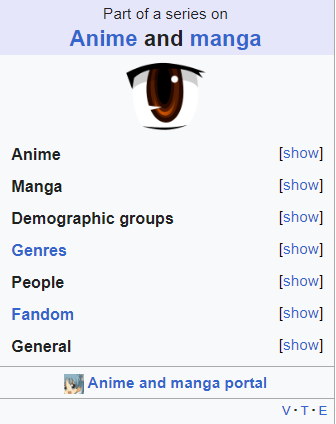 Part of a series on
Anime and manga
Anime [show]
Manga [show]
Demographic groups [show]
Genres [show]
People [show]
Fandom [show]
General [show]
Anime and manga portal
V · T · E